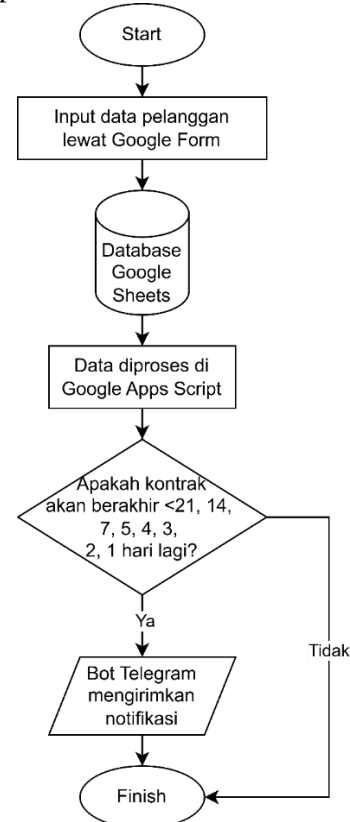 Start
Input data pelanggan
lewat Google Form
Database
Google
Sheets
Data diproses di
Google Apps Script
Apakah kontrak
akan berakhir <21, 14,
7, 5, 4, 3,
2, 1 hari lagi?
Ya
Tidak
Bot Telegram
mengirimkan
notifikasi
Finish